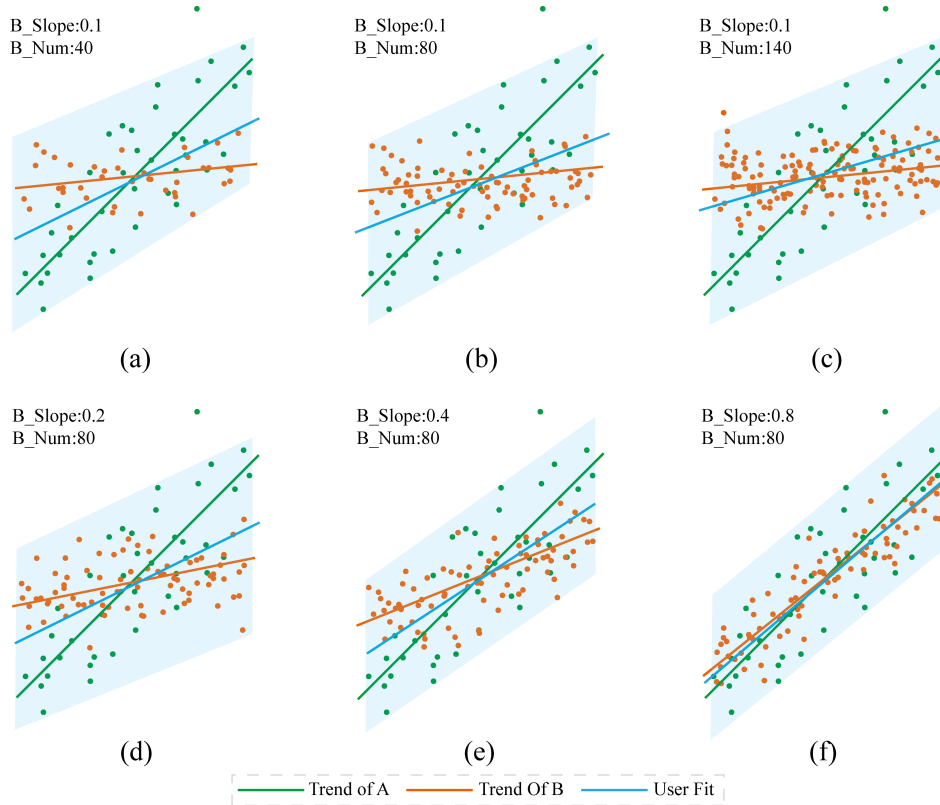 B_Slope:0.1
B_Num:40
B_Slope:0.1
B_Num:80
B_Slope:0.1
B_Num:140
(a)
(b)
(c)
B_Slope:0.2
B_Num:80
B_Slope:0.4
B_Num:80
B_Slope:0.8
B_Num:80
(d)
(e)
(f)
Trend of A
Trend Of B
User Fit